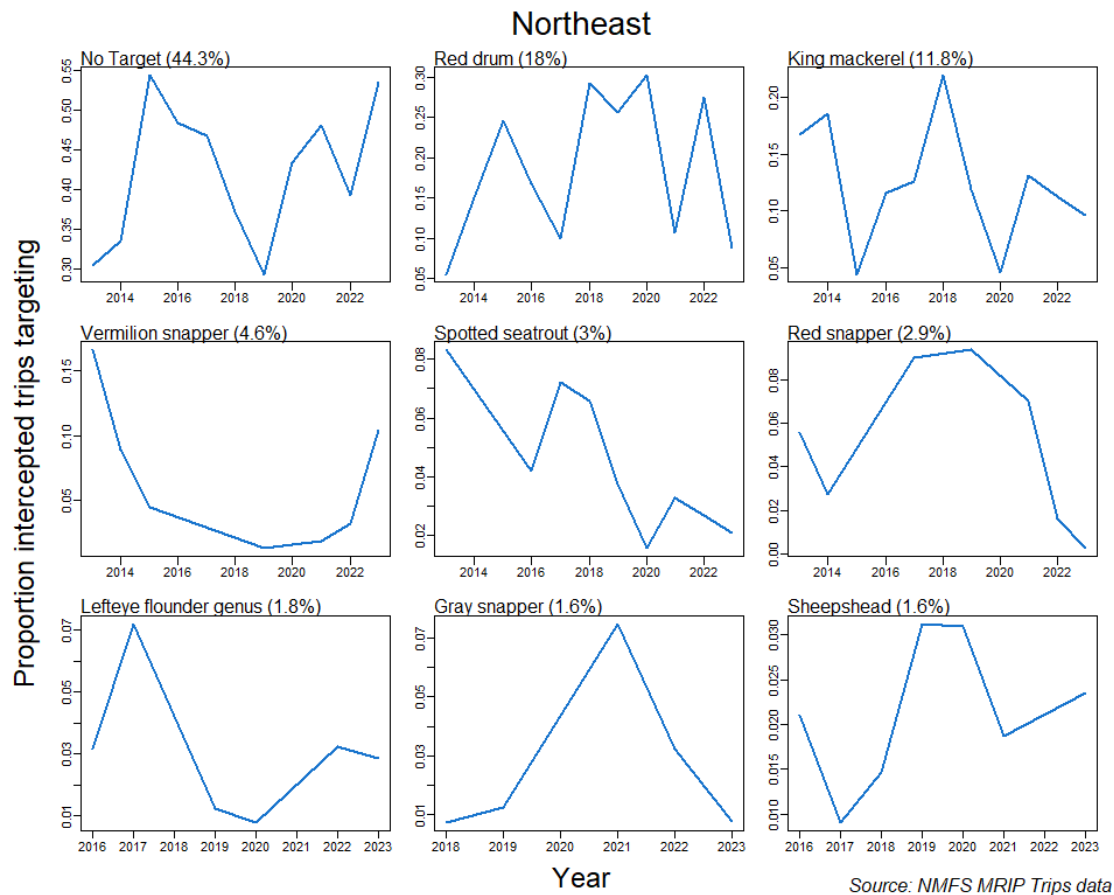 Northeast
Proportion intercepted trips targeting
No Target (44.3%)
0.55
0.50
0.45
0.40
0.35
0.30
2014 2016 2018 2020 2022
Red drum (18%)
0.30
0.25
0.20
0.15
0.10
0.05
2014 2016 2018 2020 2022
King mackerel (11.8%)
0.20
0.15
0.10
0.05
2014 2016 2018 2020 2022
Vermilion snapper (4.6%)
0.15
0.10
0.05
2014 2016 2018 2020 2022
Spotted seatrout (3%)
0.08
0.06
0.04
0.02
2014 2016 2018 2020 2022
Red snapper (2.9%)
0.08
0.06
0.04
0.02
0.00
2014 2016 2018 2020 2022
Lefteye flounder genus (1.8%)
0.07
0.05
0.03
0.01
2016 2017 2018 2019 2020 2021 2022 2023
Gray snapper (1.6%)
0.07
0.05
0.03
0.01
2018 2019 2020 2021 2022 2023
Sheepshead (1.6%)
0.030
0.025
0.020
0.015
0.010
2016 2017 2018 2019 2020 2021 2022 2023
Year
Source: NMFS MRIP Trips data